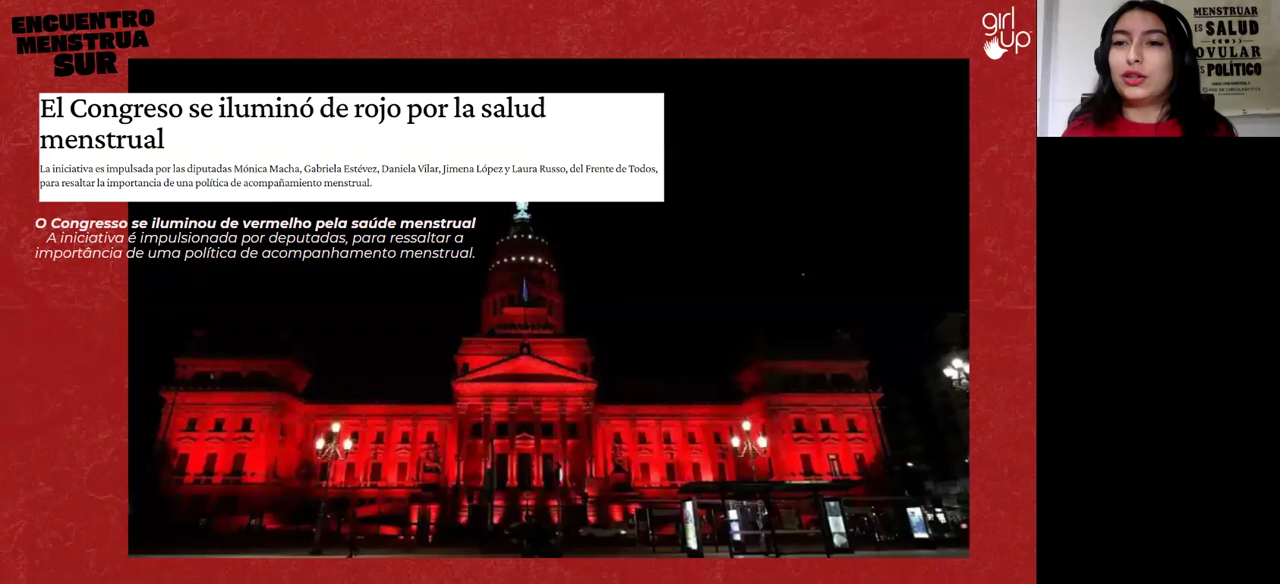 ENCUENTRO
MENSTRUA
SUR
girl
up
El Congreso se iluminó de rojo por la salud
menstrual
La iniciativa es impulsada por las diputadas Mónica Macha, Gabriela Estévez, Daniela Vilar, Jimena López y Laura Russo, del Frente de Todos,
para resaltar la importancia de una política de acompañamiento menstrual.
O Congresso se iluminou de vermelho pela saúde menstrual
A iniciativa é impulsionada por deputadas, para ressaltar a
importância de uma política de acompanhamento menstrual.
MENSTRUAR
ES SALUD
OVULAR
ES POLÍTICO